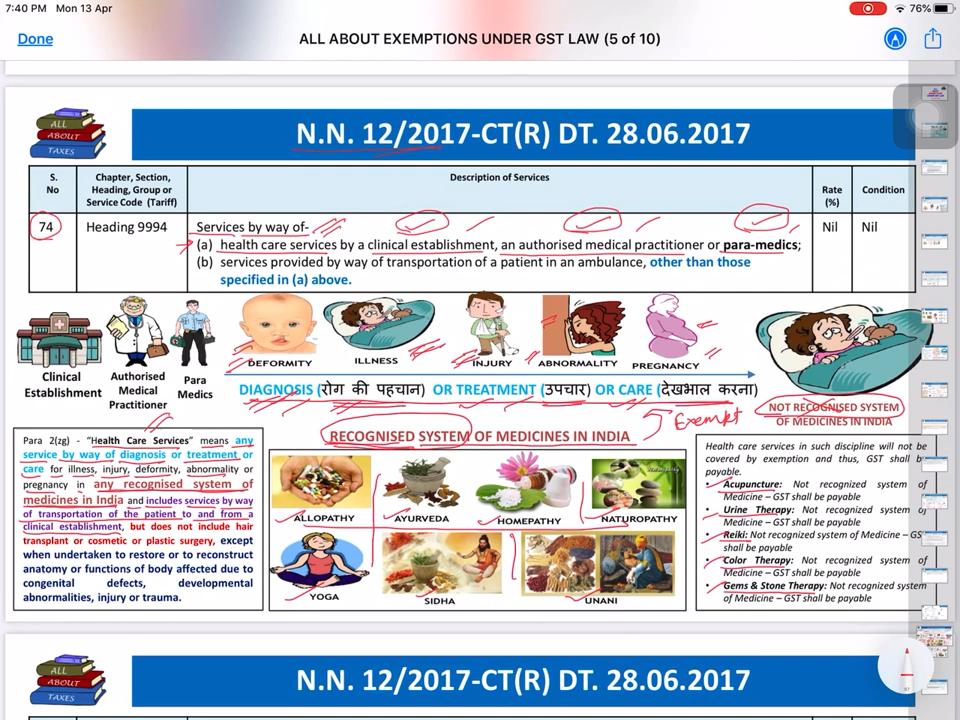 7:40 PM Mon 13 Apr
76%
Done
ALL ABOUT EXEMPTIONS UNDER GST LAW (5 of 10)
ALL
ABOUT
TAXES
N.N. 12/2017-CT(R) DT. 28.06.2017
S. No
Chapter, Section, Heading, Group or Service Code (Tariff)
Description of Services
Rate (%)
Condition
74
Heading 9994
Services by way of-
(a) health care services by a clinical establishment, an authorised medical practitioner or para-medics;
(b) services provided by way of transportation of a patient in an ambulance, other than those
specified in (a) above.
Nil
Nil
Clinical
Establishment
Authorised
Medical
Practitioner
Para
Medics
DEFORMITY
ILLNESS
INJURY
ABNORMALITY
PREGNANCY
DIAGNOSIS (रोग की पहचान) OR TREATMENT (उपचार) OR CARE (देखभाल करना)
Exempt
NOT RECOGNISED SYSTEM
OF MEDICINES IN INDIA
RECOGNISED SYSTEM OF MEDICINES IN INDIA
Para 2(zg) - “Health Care Services” means any
service by way of diagnosis or treatment or
care for illness, injury, deformity, abnormality or
pregnancy in any recognised system of
medicines in India and includes services by way
of transportation of the patient to and from a
clinical establishment, but does not include hair
transplant or cosmetic or plastic surgery, except
when undertaken to restore or to reconstruct
anatomy or functions of body affected due to
congenital defects, developmental
abnormalities, injury or trauma.
ALLOPATHY
AYURVEDA
HOMEPATHY
NATUROPATHY
YOGA
SIDHA
UNANI
Health care services in such discipline will not be
covered by exemption and thus, GST shall be
payable.
• Acupuncture: Not recognized system of
Medicine – GST shall be payable
• Urine Therapy: Not recognized system of
Medicine – GST shall be payable
• Reiki: Not recognized system of Medicine – GS
shall be payable
• Color Therapy: Not recognized system of
Medicine – GST shall be payable
• Gems & Stone Therapy: Not recognized system
of Medicine – GST shall be payable
ALL
ABOUT
TAXES
N.N. 12/2017-CT(R) DT. 28.06.2017